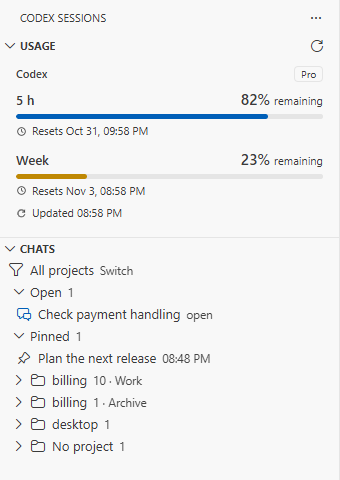 CODEX SESSIONS
USAGE
Codex Pro
5 h 82% remaining
Resets Oct 31, 09:58 PM
Week 23% remaining
Resets Nov 3, 08:58 PM
Updated 08:58 PM
CHATS
All projects Switch
Open 1
Check payment handling open
Pinned 1
Plan the next release 08:48 PM
billing 10 · Work
billing 1 · Archive
desktop 1
No project 1